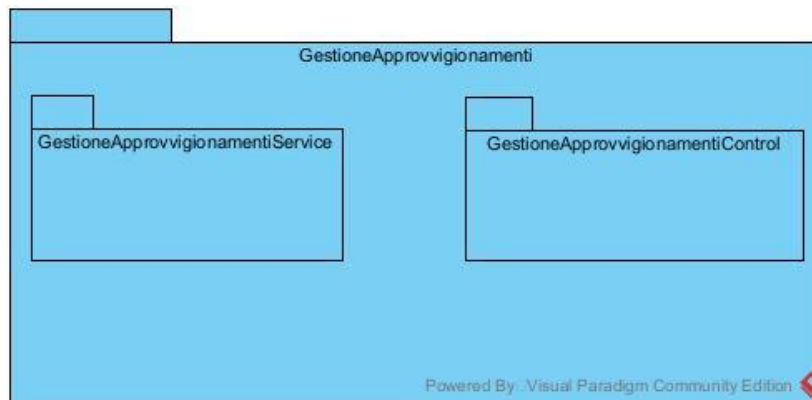 GestioneApprovvigionamenti
GestioneApprovvigionamentiService
GestioneApprovvigionamentiControl
Powered By Visual Paradigm Community Edition